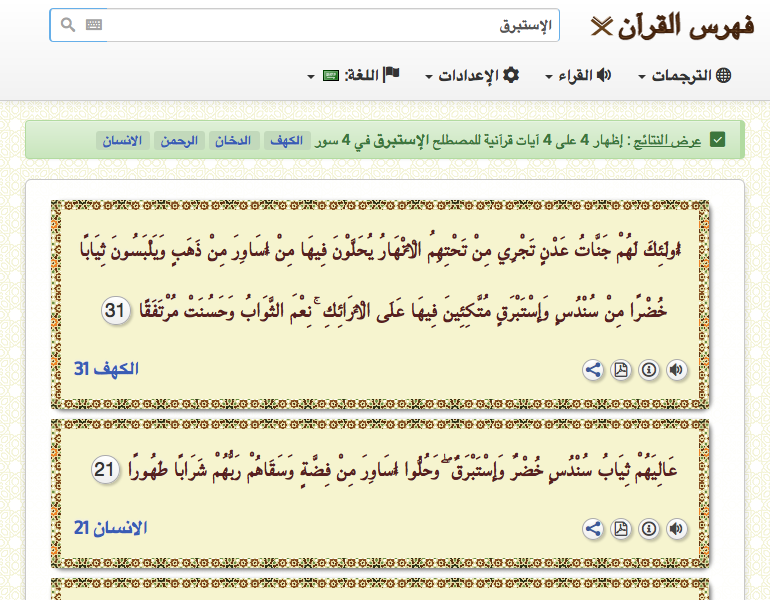 فهرس القرآن
الإستبرق
الترجمات
القراء
الإعدادات
اللغة:
عرض النتائج : إظهار 4 على 4 آيات قرآنية للمصطلح الإستبرق في 4 سور الكهف الدخان الرحمن الانسان
أُولَئِكَ لَهُمْ جَنَّاتُ عَدْنٍ تَجْرِي مِنْ تَحْتِهِمُ الْأَنْهَارُ يُحَلَّوْنَ فِيهَا مِنْ أَسَاوِرَ مِنْ ذَهَبٍ وَيَلْبَسُونَ ثِيَابًا
خُضْرًا مِنْ سُنْدُسٍ وَإِسْتَبْرَقٍ مُتَّكِئِينَ فِيهَا عَلَى الْأَرَائِكِ ۚ نِعْمَ الثَّوَابُ وَحَسُنَتْ مُرْتَفَقًا 31
الكهف 31
عَالِيَهُمْ ثِيَابُ سُنْدُسٍ خُضْرٌ وَإِسْتَبْرَقٌ ۖ وَحُلُّوا أَسَاوِرَ مِنْ فِضَّةٍ وَسَقَاهُمْ رَبُّهُمْ شَرَابًا طَهُورًا 21
الانسان 21